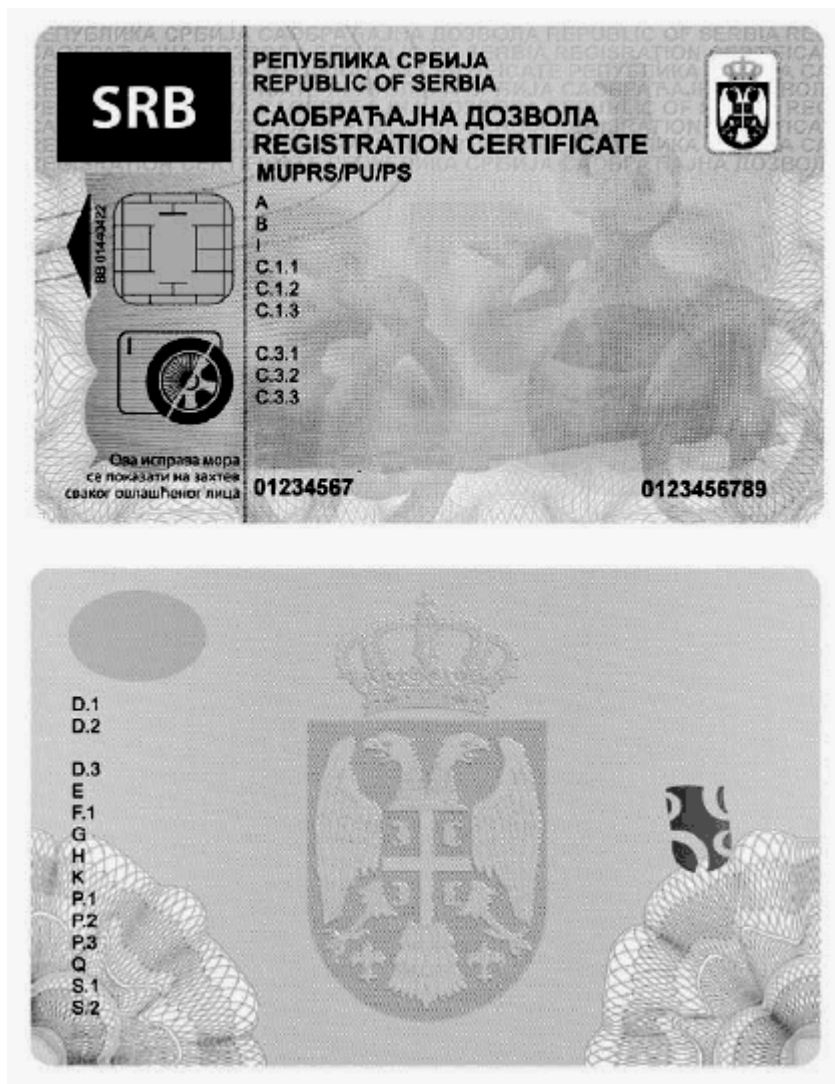 SRB
РЕПУБЛИКА СРБИЈА
REPUBLIC OF SERBIA
САОБРАЋАЈНА ДОЗВОЛА
REGISTRATION CERTIFICATE
MUPRS/PU/PS
BB 01440422
A
B
I
C.1.1
C.1.2
C.1.3
C.3.1
C.3.2
C.3.3
I
Ова исправа мора
се показати на захтев
сваког овлашћеног лица
01234567
0123456789
D.1
D.2
D.3
E
F.1
G
H
K
P.1
P.2
P.3
Q
S.1
S.2